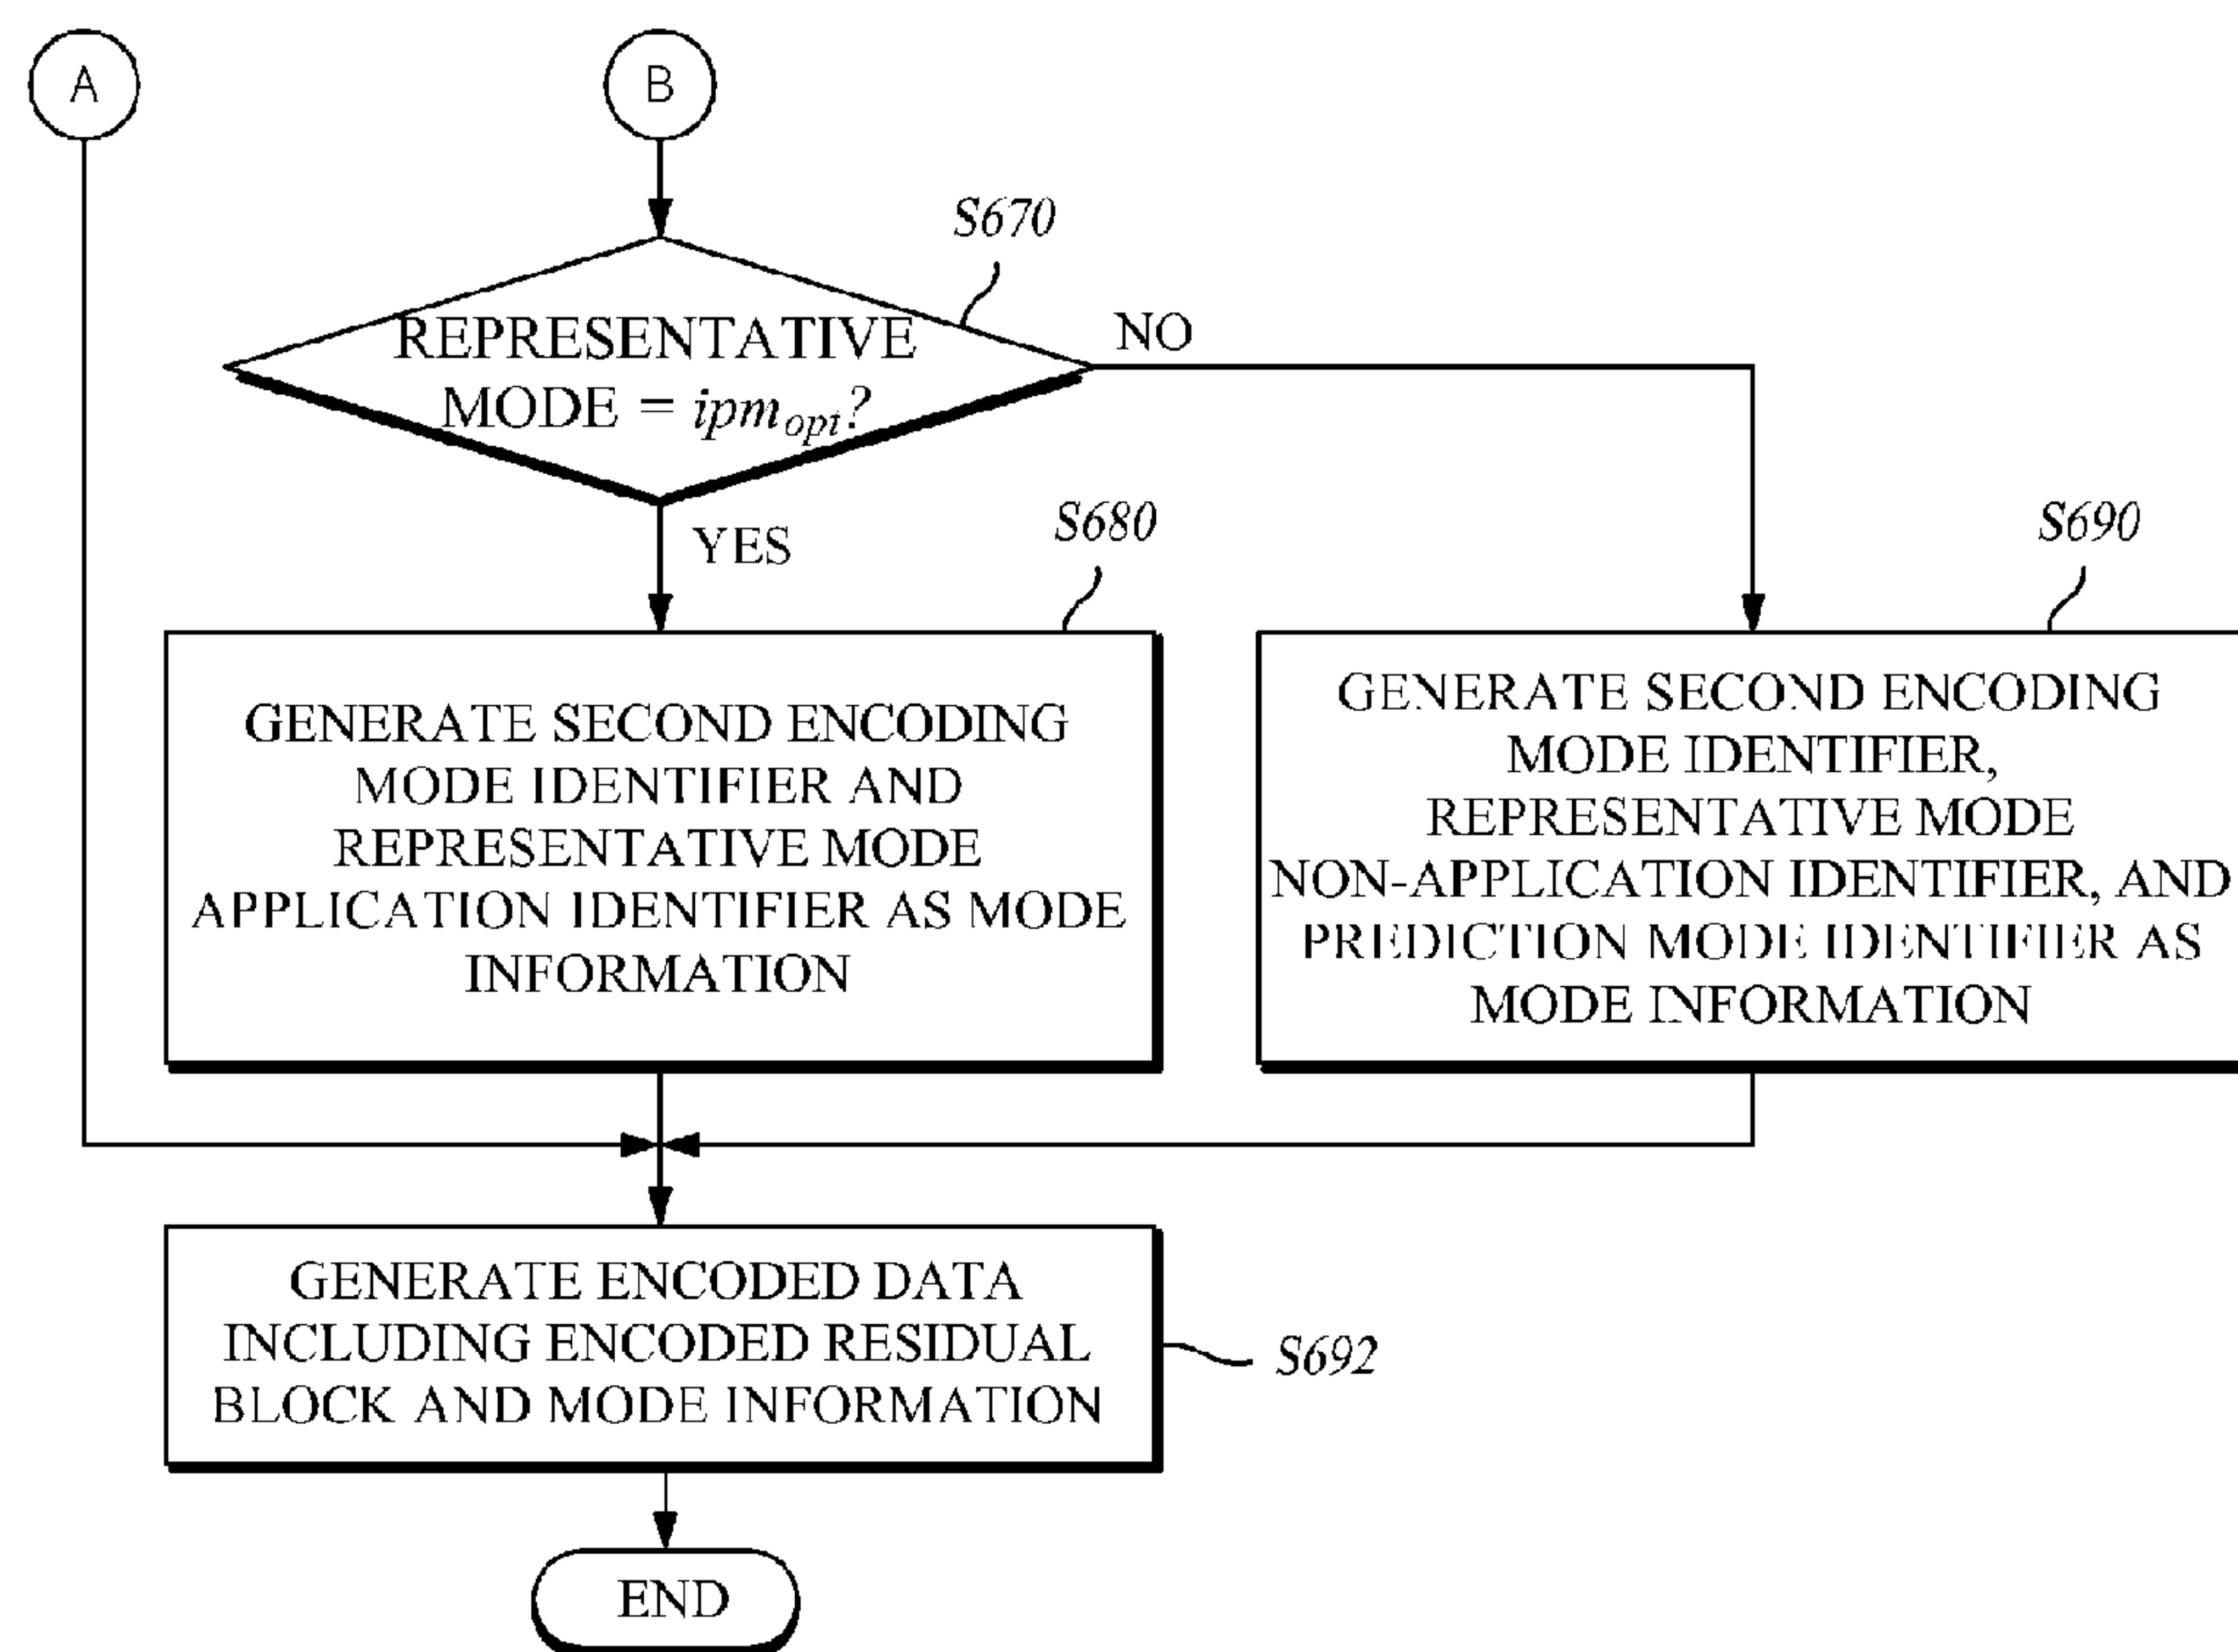 A
B
S670
REPRESENTATIVE
MODE = ipm_opt?
NO
YES
S680
S690
GENERATE SECOND ENCODING
MODE IDENTIFIER AND
REPRESENTATIVE MODE
APPLICATION IDENTIFIER AS MODE
INFORMATION
GENERATE SECOND ENCODING
MODE IDENTIFIER,
REPRESENTATIVE MODE
NON-APPLICATION IDENTIFIER, AND
PREDICTION MODE IDENTIFIER AS
MODE INFORMATION
GENERATE ENCODED DATA
INCLUDING ENCODED RESIDUAL
BLOCK AND MODE INFORMATION
S692
END